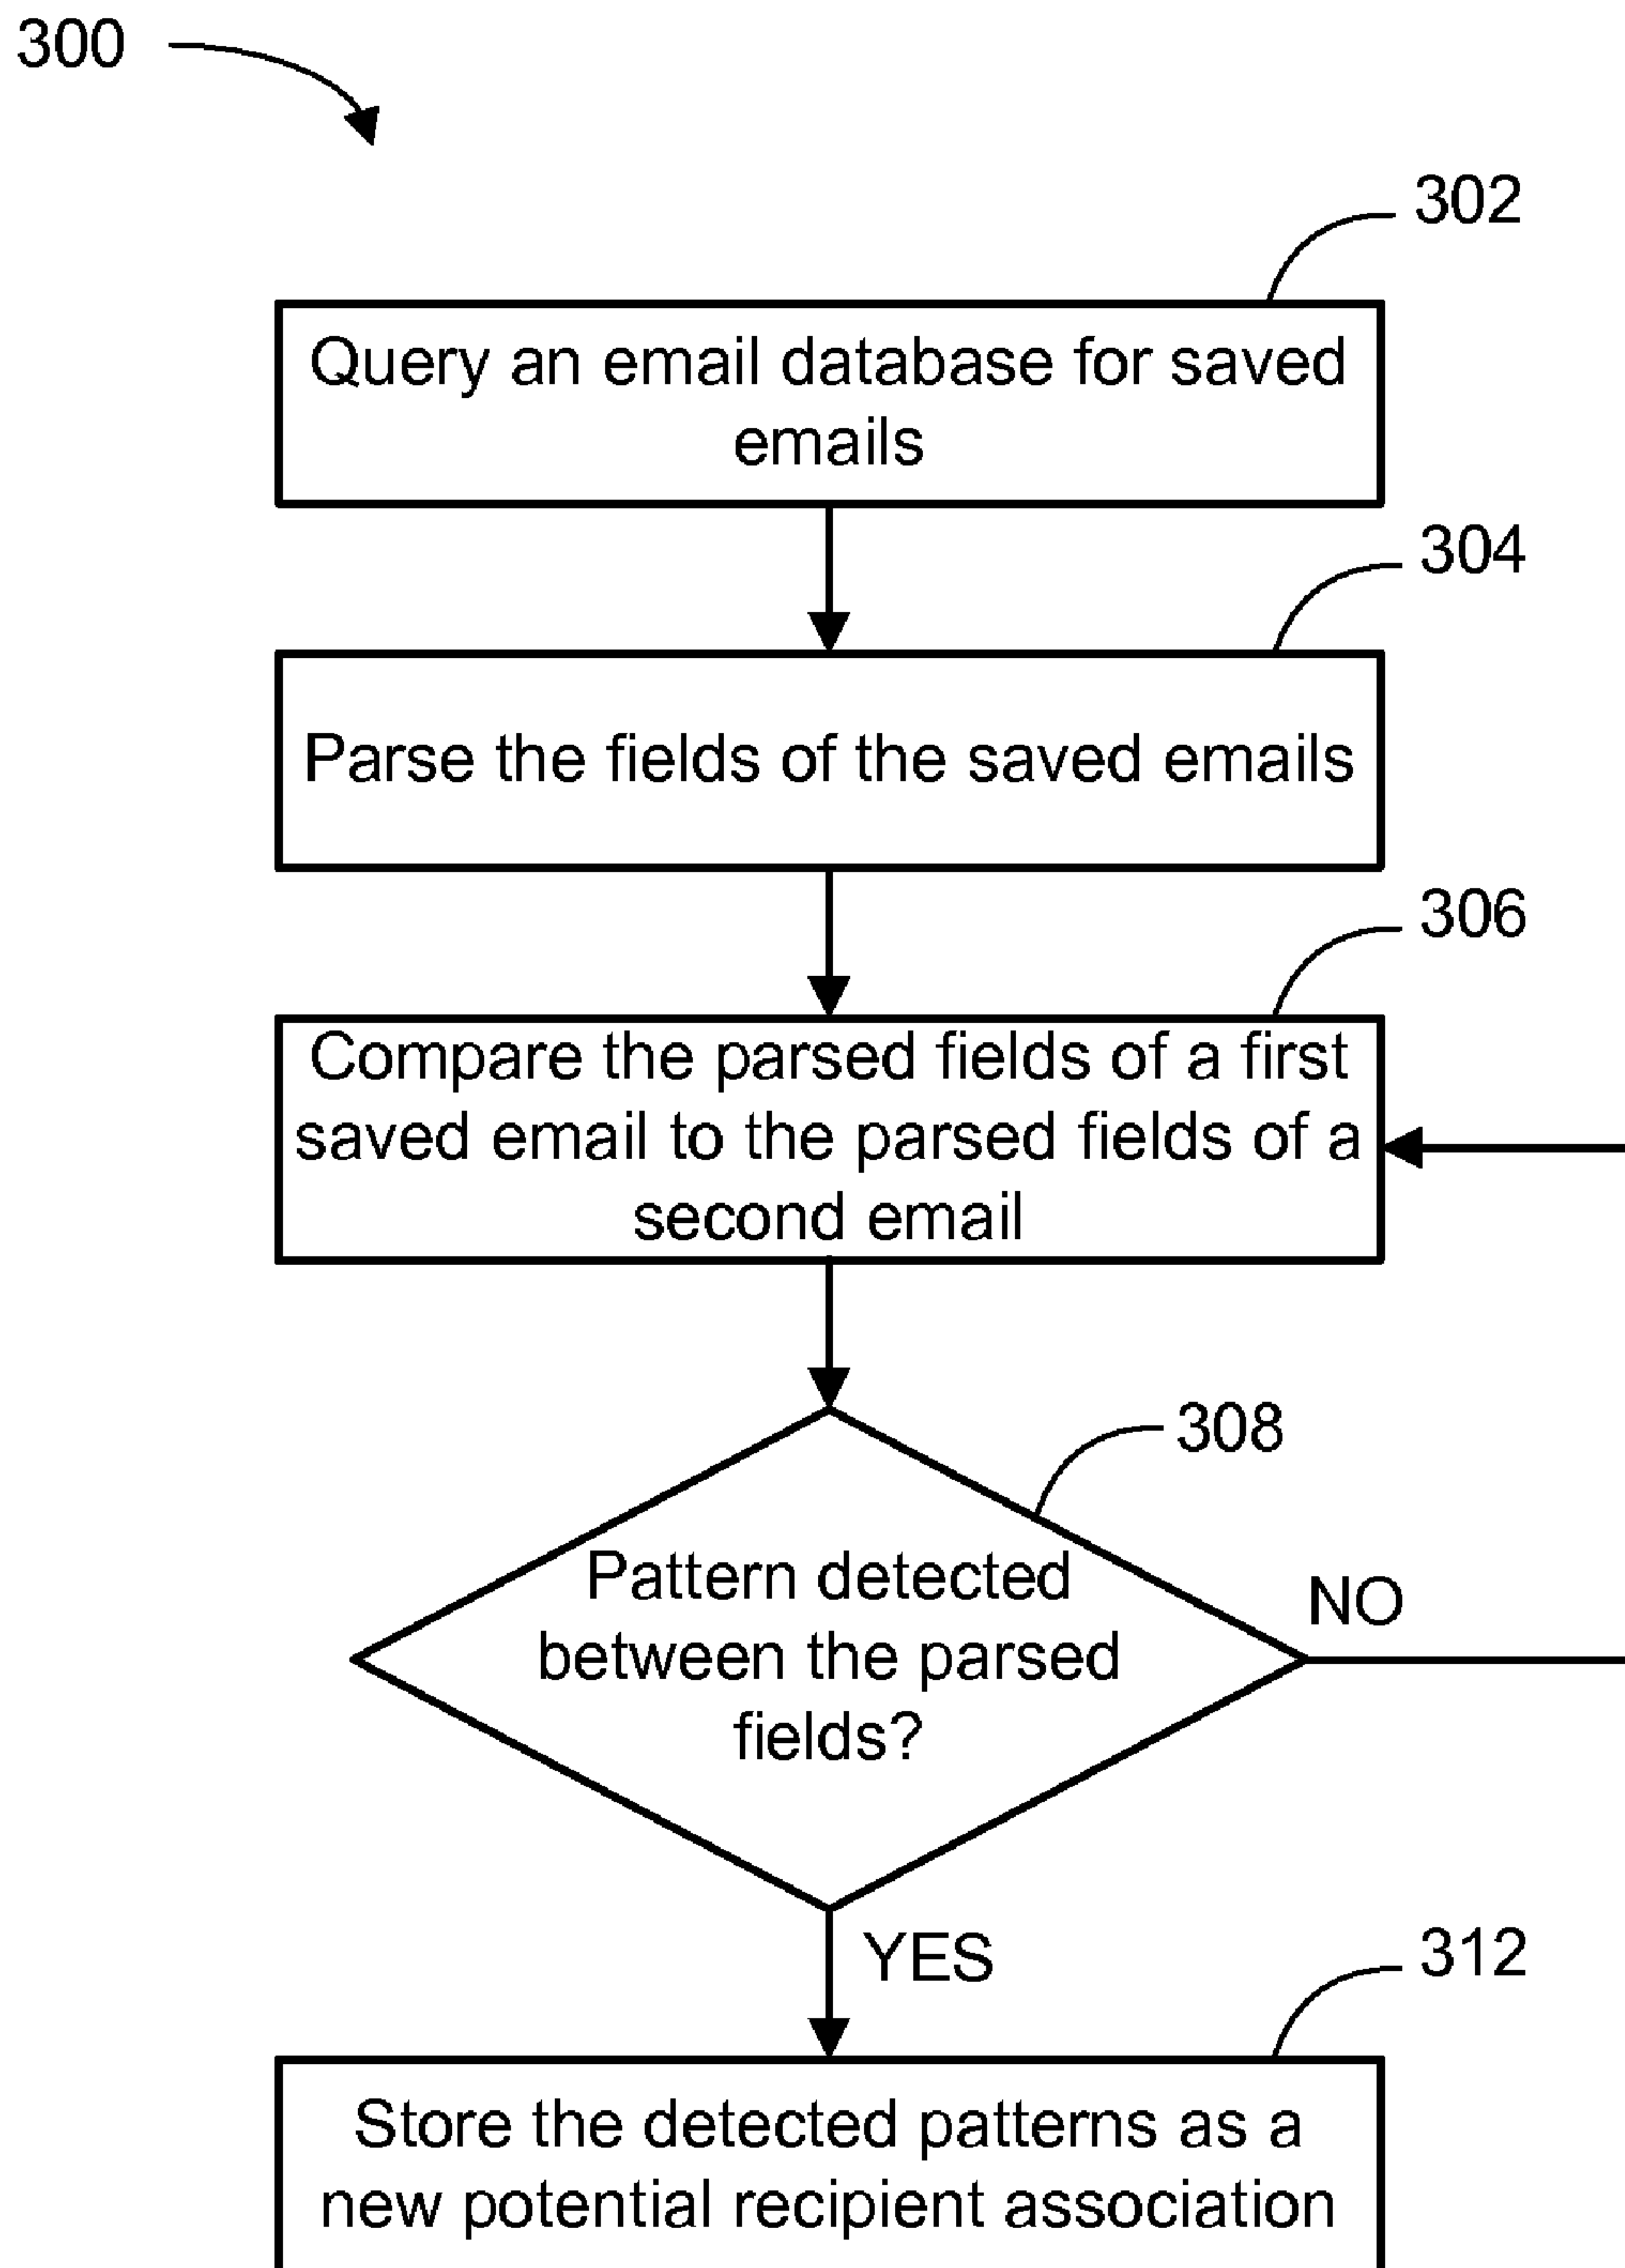 300
302
Query an email database for saved
emails
304
Parse the fields of the saved emails
306
Compare the parsed fields of a first
saved email to the parsed fields of a
second email
308
Pattern detected
between the parsed
fields?
NO
YES
312
Store the detected patterns as a
new potential recipient association